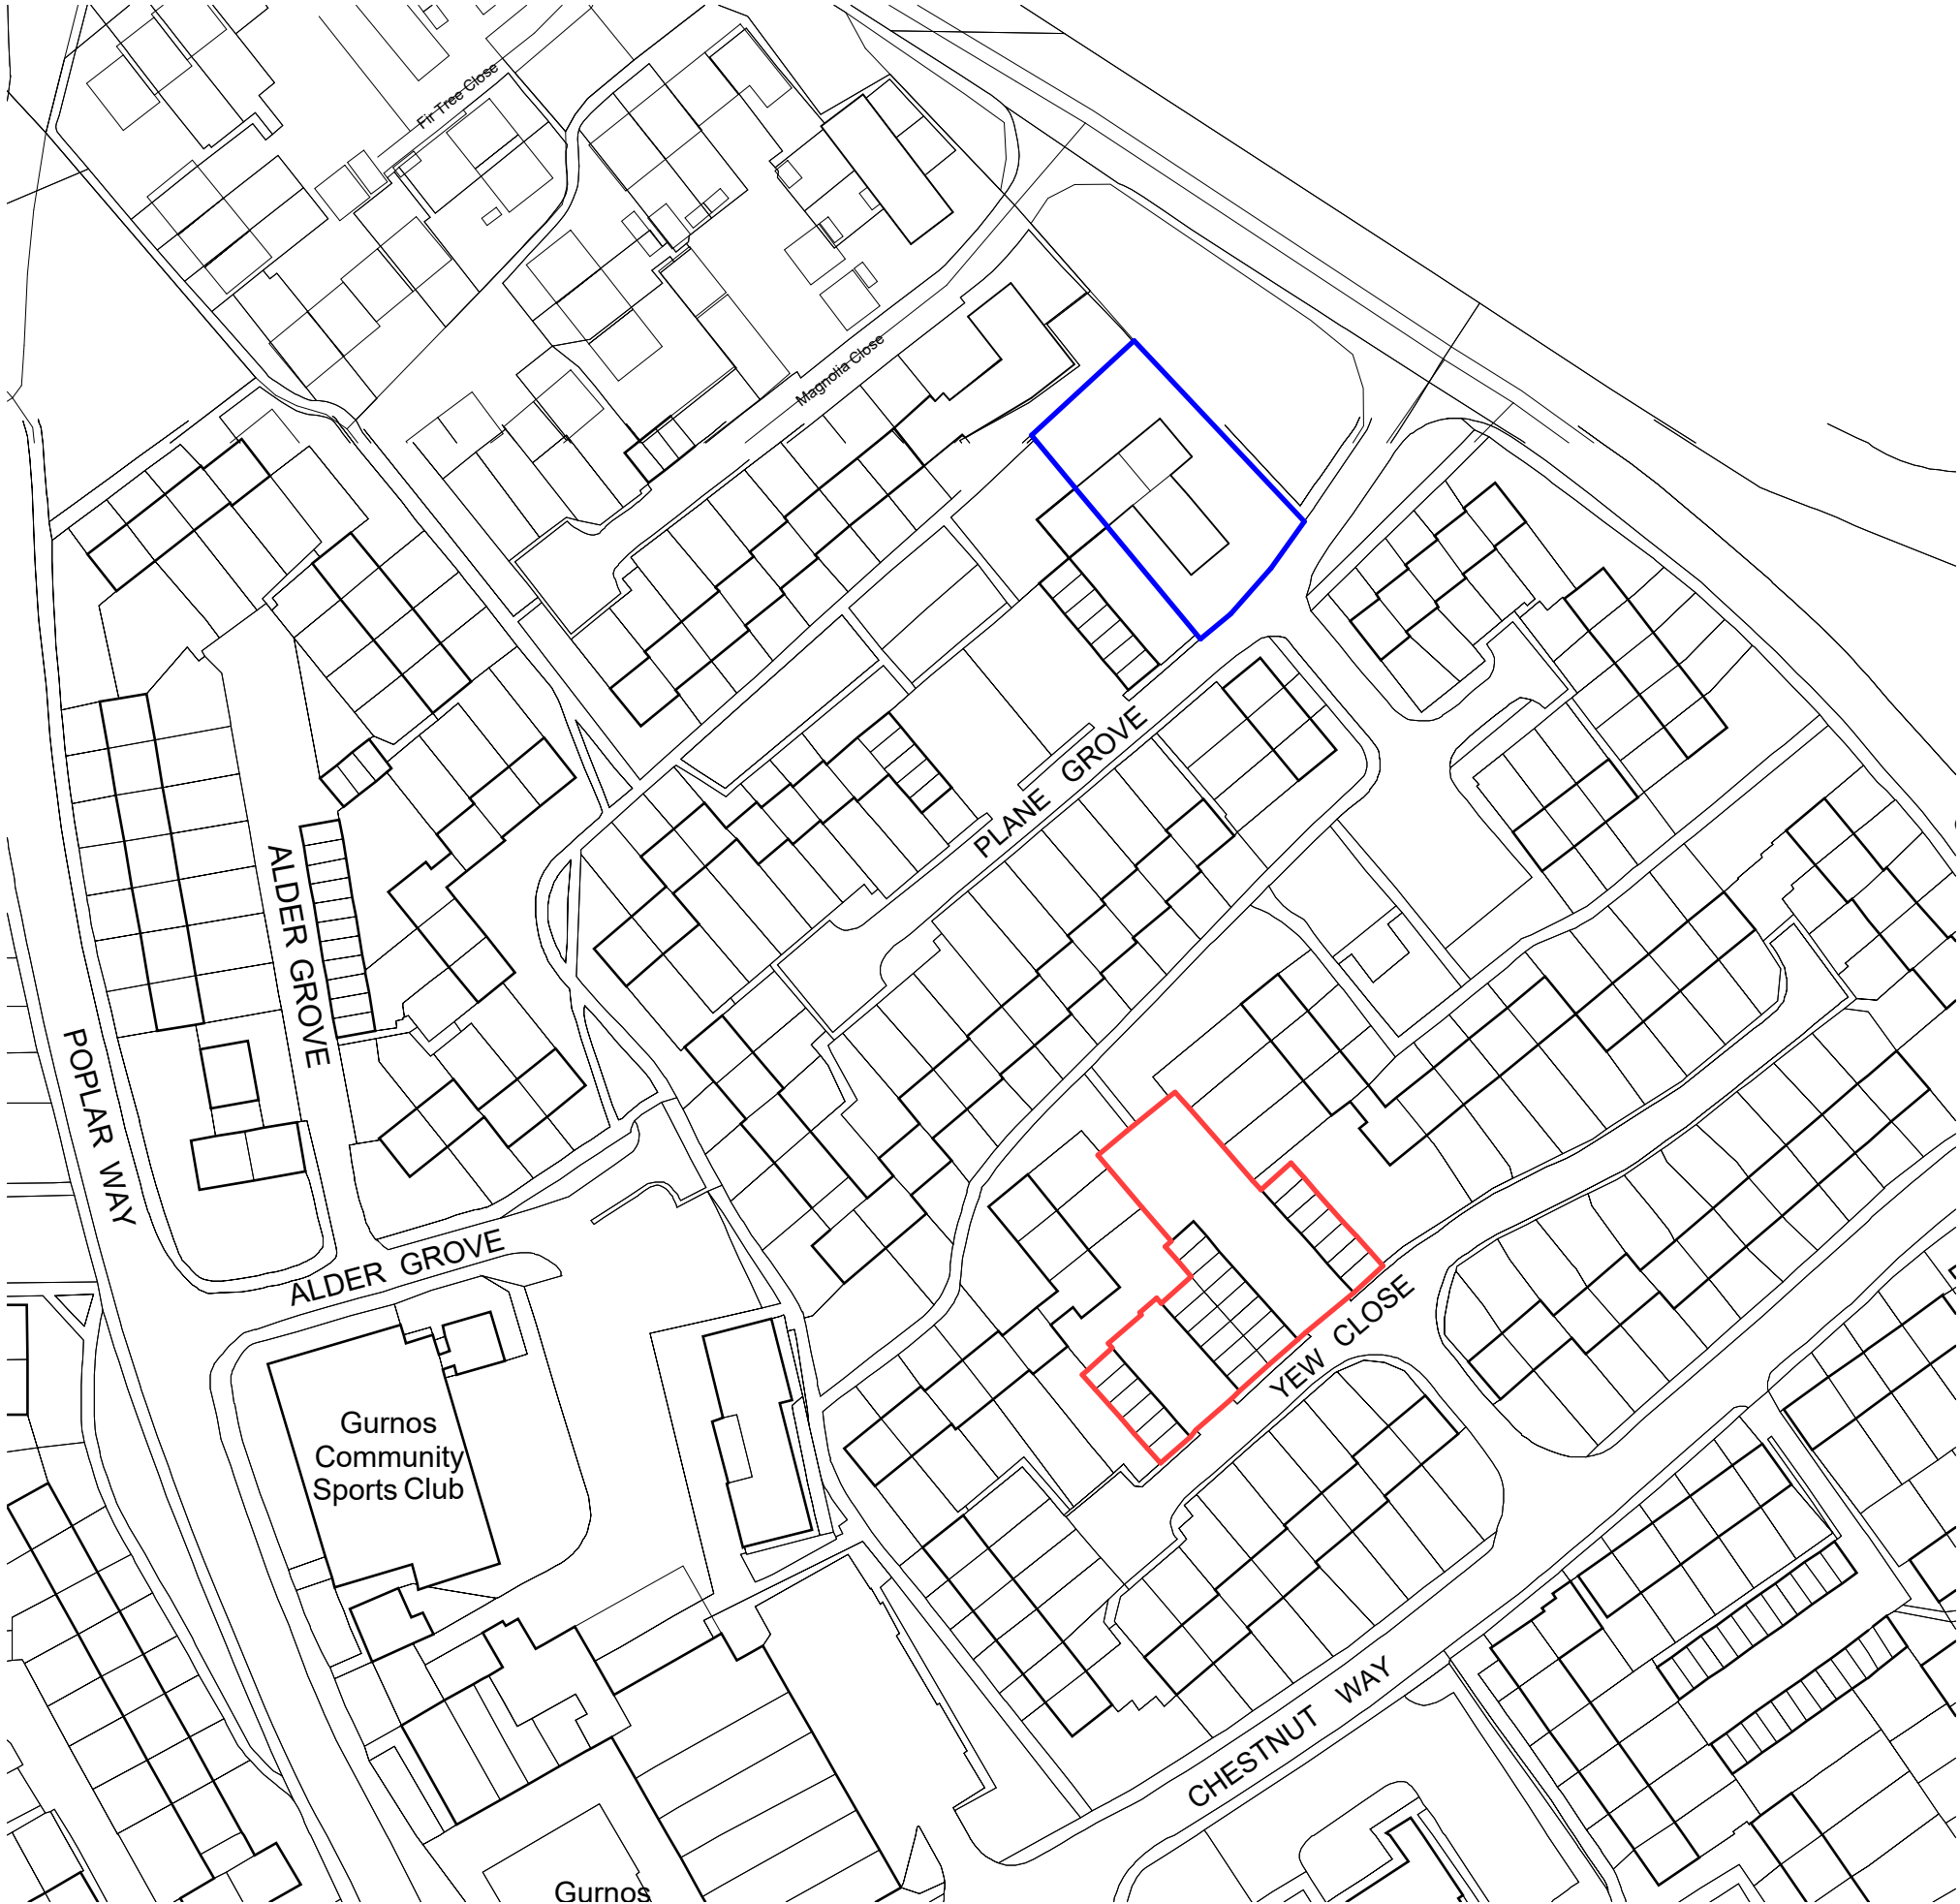 Fir Tree Close
Magnolia Close
PLANE GROVE
ALDER GROVE
POPLAR WAY
ALDER GROVE
YEW CLOSE
Gurnos
Community
Sports Club
CHESTNUT WAY
Gurnos